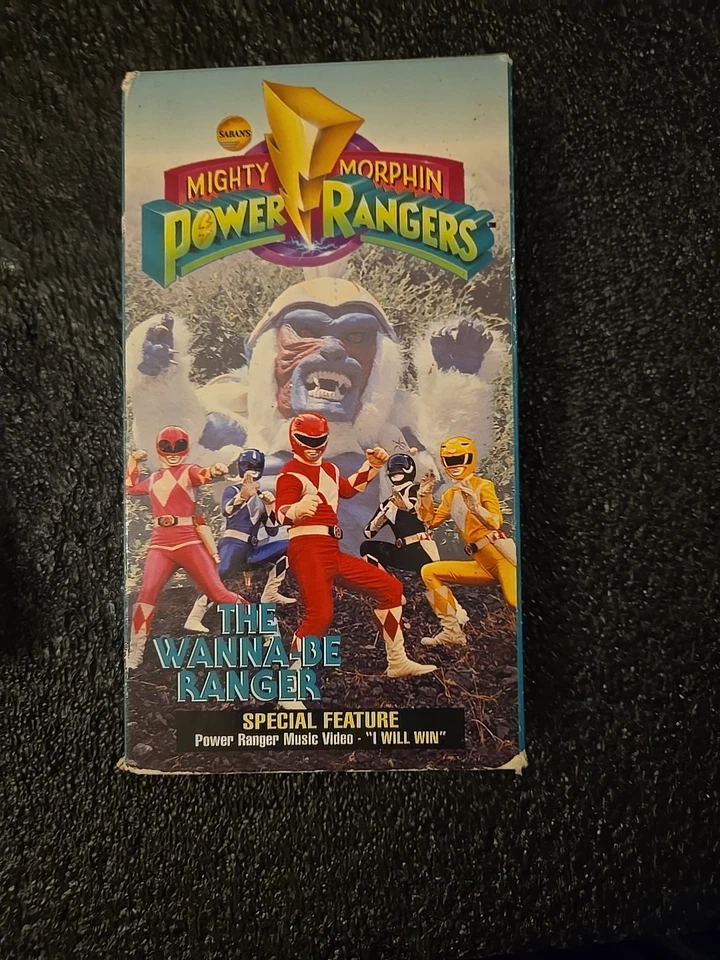 SABAN'S
MIGHTY MORPHIN
POWER RANGERS
THE
WANNA-BE
RANGER
SPECIAL FEATURE
Power Ranger Music Video - "I WILL WIN"